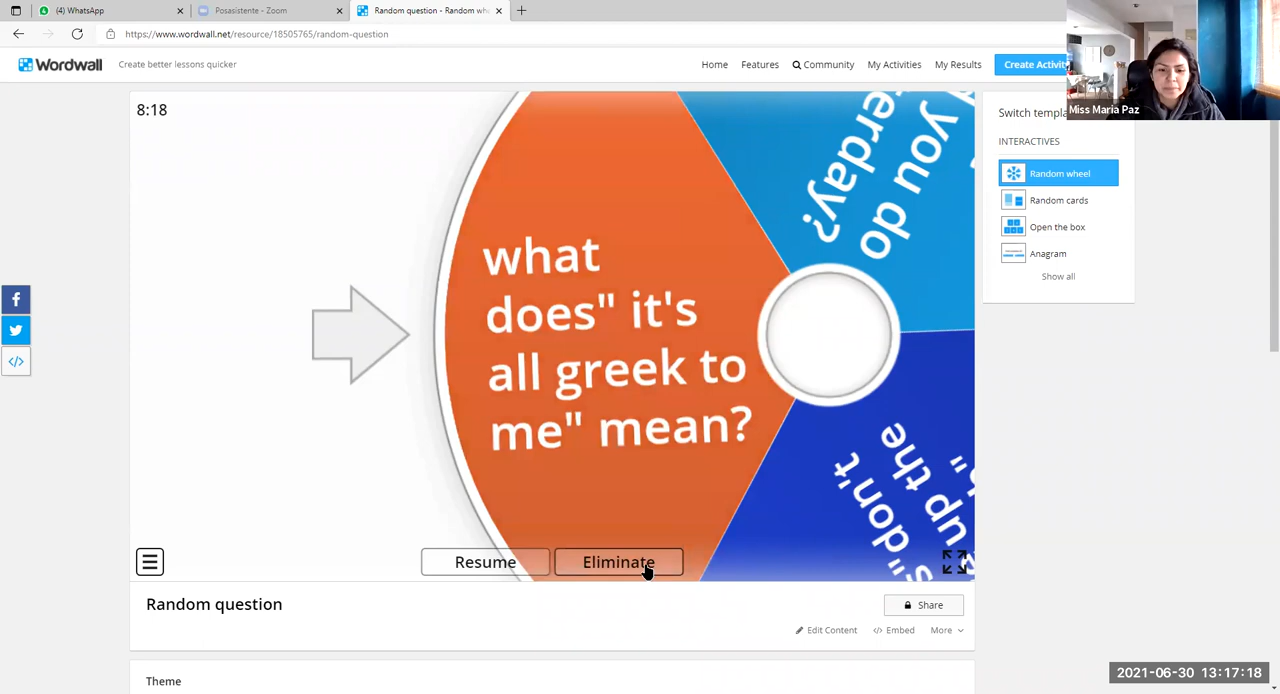 (4) WhatsApp
Posasistente - Zoom
Random question - Random whe
https://www.wordwall.net/resource/18505765/random-question
Wordwall
Create better lessons quicker
Home
Features
Community
My Activities
My Results
Create Activit
Miss Maria Paz
8:18
what
does" it's
all greek to
me" mean?
you do
erday?
don't
up the
Resume
Eliminate
Switch templa
INTERACTIVES
Random wheel
Random cards
Open the box
Anagram
Show all
Random question
Share
Edit Content
Embed
More
Theme
2021-06-30 13:17:18